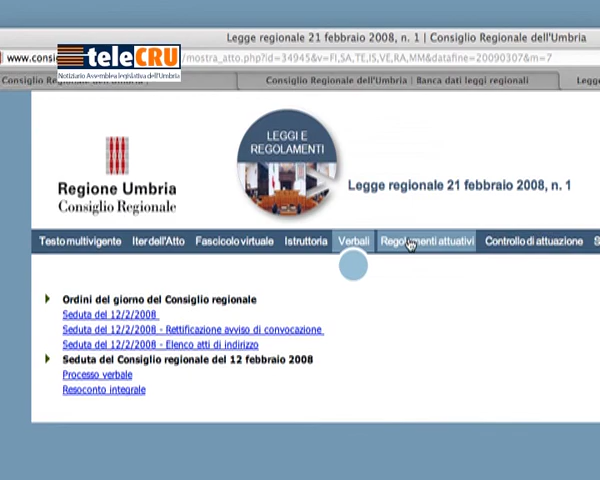 Legge regionale 21 febbraio 2008, n. 1 | Consiglio Regionale dell'Umbria
www.consi
/mostra_atto.php?id=34945&v=FI,SA,TE,IS,VE,RA,MM&datafine=20090307&m=7
teleCRU
Notiziario Assemblea legislativa dell'Umbria
Consiglio Re
Consiglio Regionale dell'Umbria | Banca dati leggi regionali
Legge
LEGGI E
REGOLAMENTI
Regione Umbria
Consiglio Regionale
Legge regionale 21 febbraio 2008, n. 1
Testo multivigente Iter dell'Atto Fascicolo virtuale Istruttoria Verbali Regolamenti attuativi Controllo di attuazione S
Ordini del giorno del Consiglio regionale
Seduta del 12/2/2008
Seduta del 12/2/2008 - Rettificazione avviso di convocazione
Seduta del 12/2/2008 - Elenco atti di indirizzo
Seduta del Consiglio regionale del 12 febbraio 2008
Processo verbale
Resoconto integrale